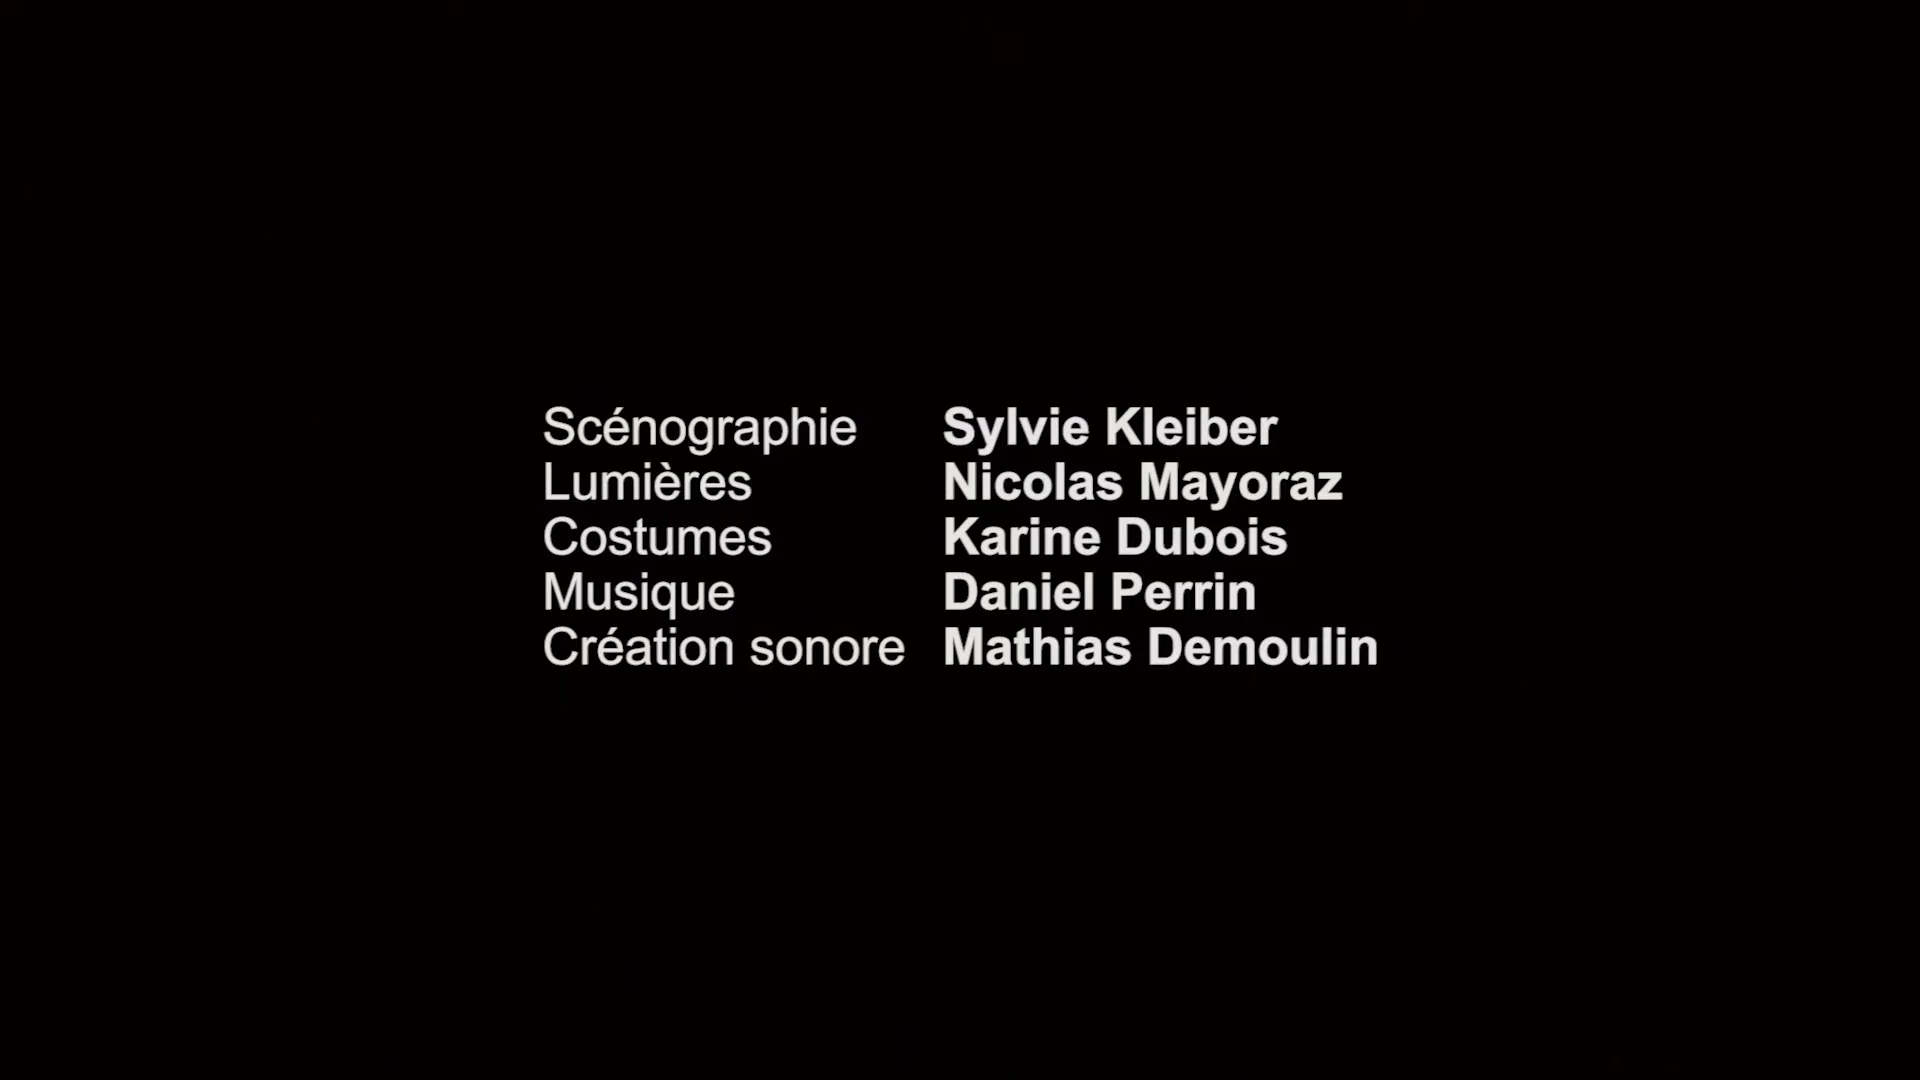 Scénographie Sylvie Kleiber
Lumières Nicolas Mayoraz
Costumes Karine Dubois
Musique Daniel Perrin
Création sonore Mathias Demoulin